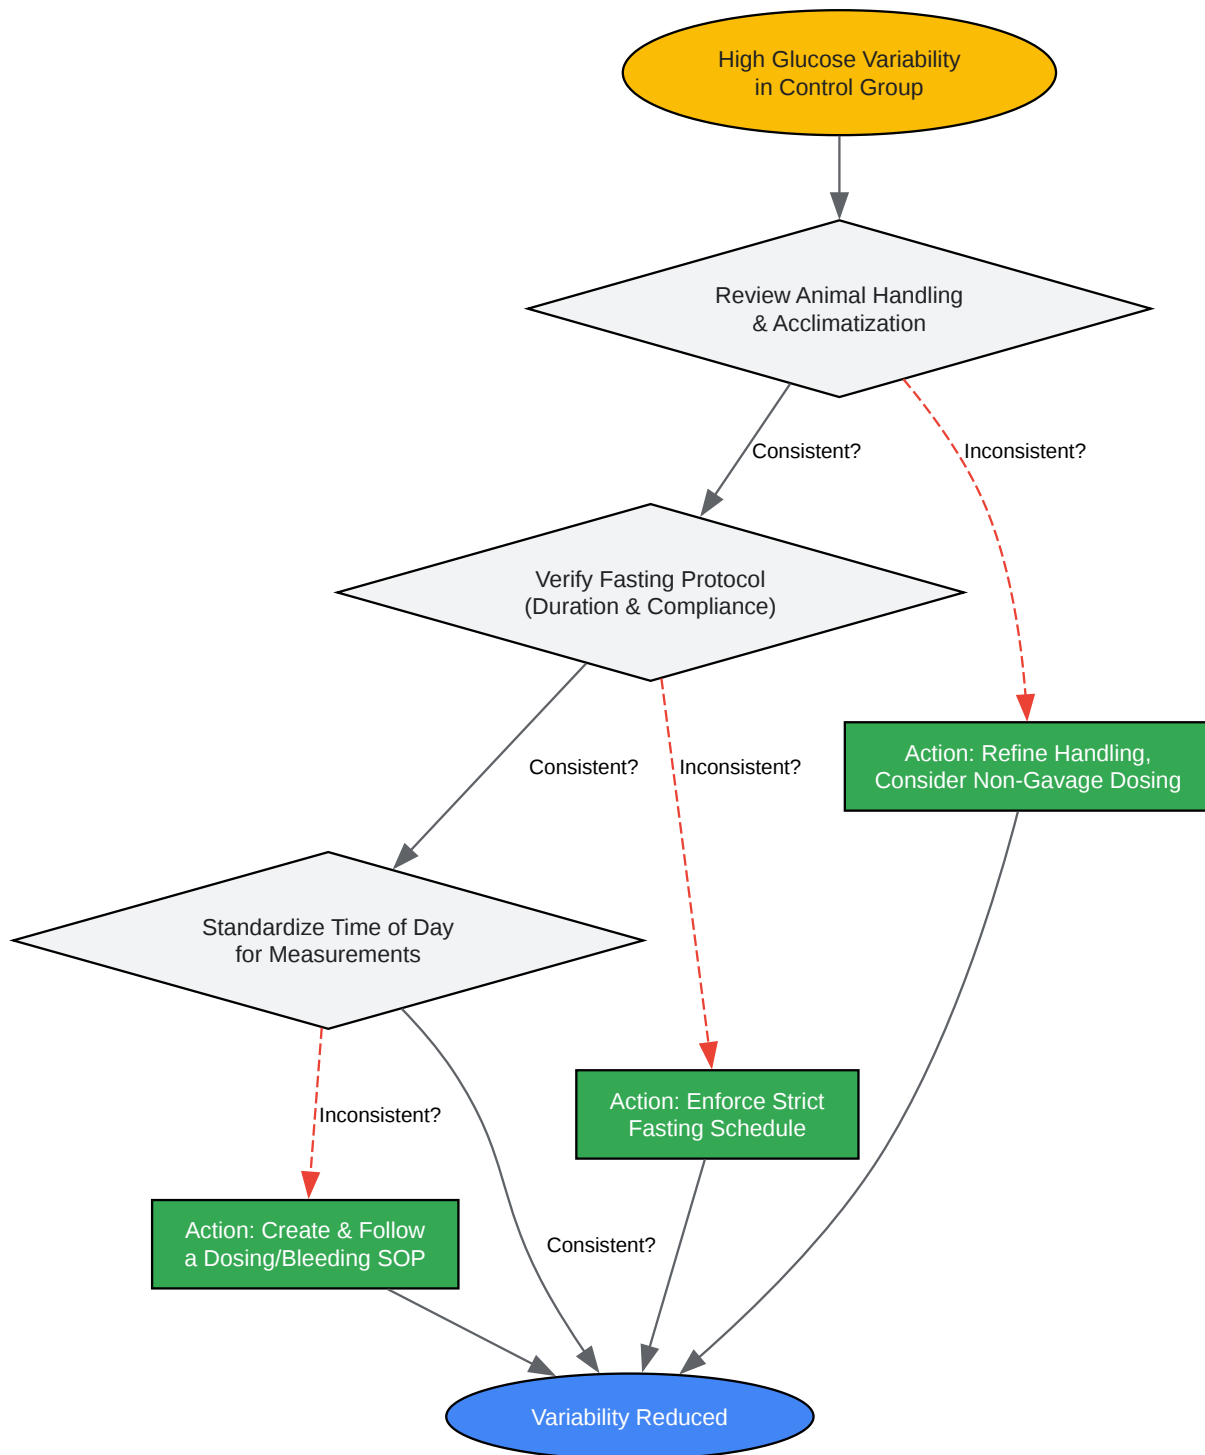 High Glucose Variability
in Control Group
Review Animal Handling
& Acclimatization
Consistent?
Inconsistent?
Verify Fasting Protocol
(Duration & Compliance)
Consistent?
Inconsistent?
Action: Refine Handling,
Consider Non-Gavage Dosing
Standardize Time of Day
for Measurements
Inconsistent?
Action: Enforce Strict
Fasting Schedule
Action: Create & Follow
a Dosing/Bleeding SOP
Consistent?
Variability Reduced